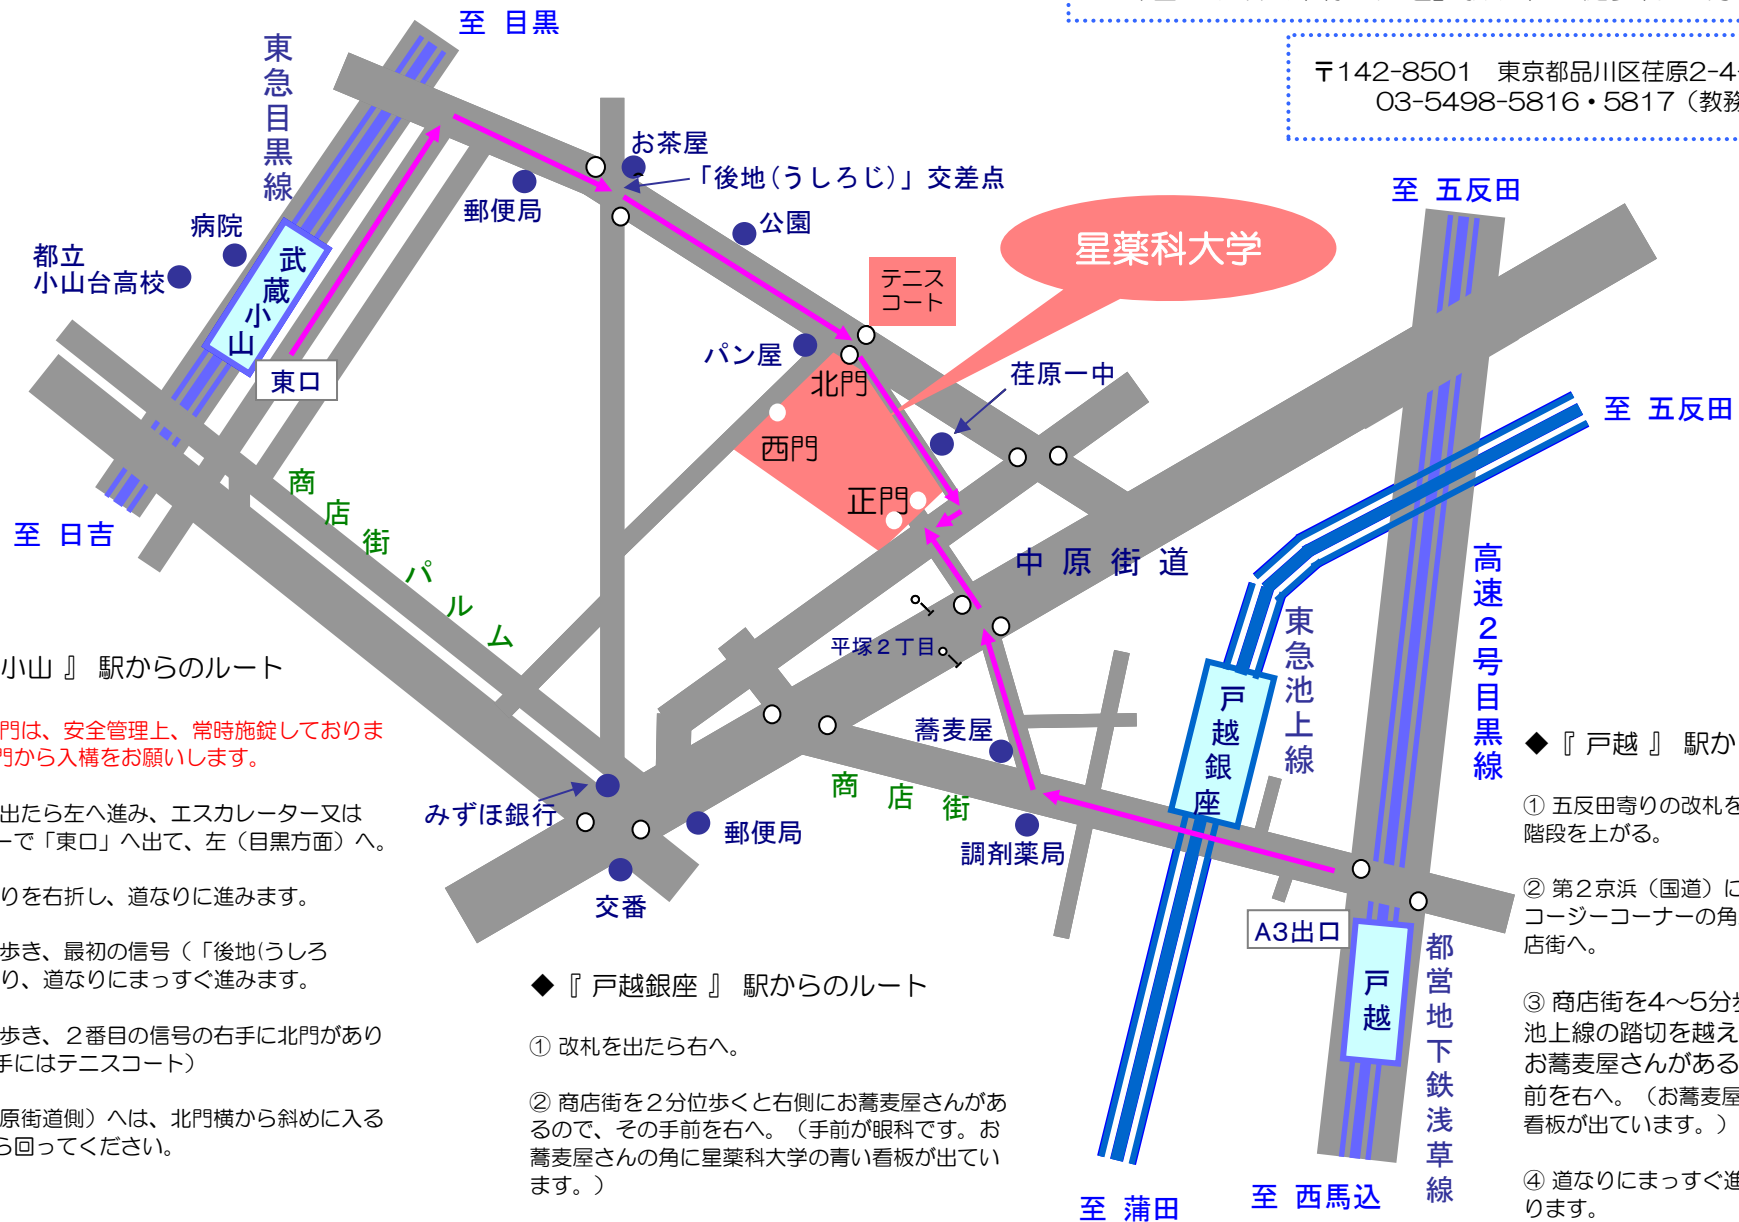 至 目黒
東急目黒線
〒142-8501　東京都品川区荏原2-4-
03-5498-5816・5817（教務
お茶屋
「後地(うしろじ)」交差点
郵便局
公園
病院
都立
小山台高校
武蔵小山
東口
テニス
コート
星薬科大学
至 五反田
パン屋
北門
荏原一中
西門
正門
至 五反田
至 日吉
商店街パルム
中原街道
高速２号目黒線
東急池上線
平塚２丁目
戸越銀座
蕎麦屋
商店街
みずほ銀行
郵便局
調剤薬局
交番
A3出口
戸越
都営地下鉄浅草線
至 蒲田
至 西馬込
小山 』 駅からのルート
門は、安全管理上、常時施錠しておりま
門から入構をお願いします。
出たら左へ進み、エスカレーター又は
ーで「東口」へ出て、左（目黒方面）へ。
りを右折し、道なりに進みます。
歩き、最初の信号（「後地(うしろ
り、道なりにまっすぐ進みます。
歩き、２番目の信号の右手に北門があり
手にはテニスコート）
原街道側）へは、北門横から斜めに入る
ら回ってください。
◆『 戸越銀座 』 駅からのルート
① 改札を出たら右へ。
② 商店街を２分位歩くと右側にお蕎麦屋さんがあ
るので、その手前を右へ。（手前が眼科です。お
蕎麦屋さんの角に星薬科大学の青い看板が出てい
ます。）
◆『 戸越 』 駅か
① 五反田寄りの改札を
階段を上がる。
② 第２京浜（国道）に
コージーコーナーの角
店街へ。
③ 商店街を4～5分歩
池上線の踏切を越え
お蕎麦屋さんがある
前を右へ。（お蕎麦屋
看板が出ています。）
④ 道なりにまっすぐ進
ります。